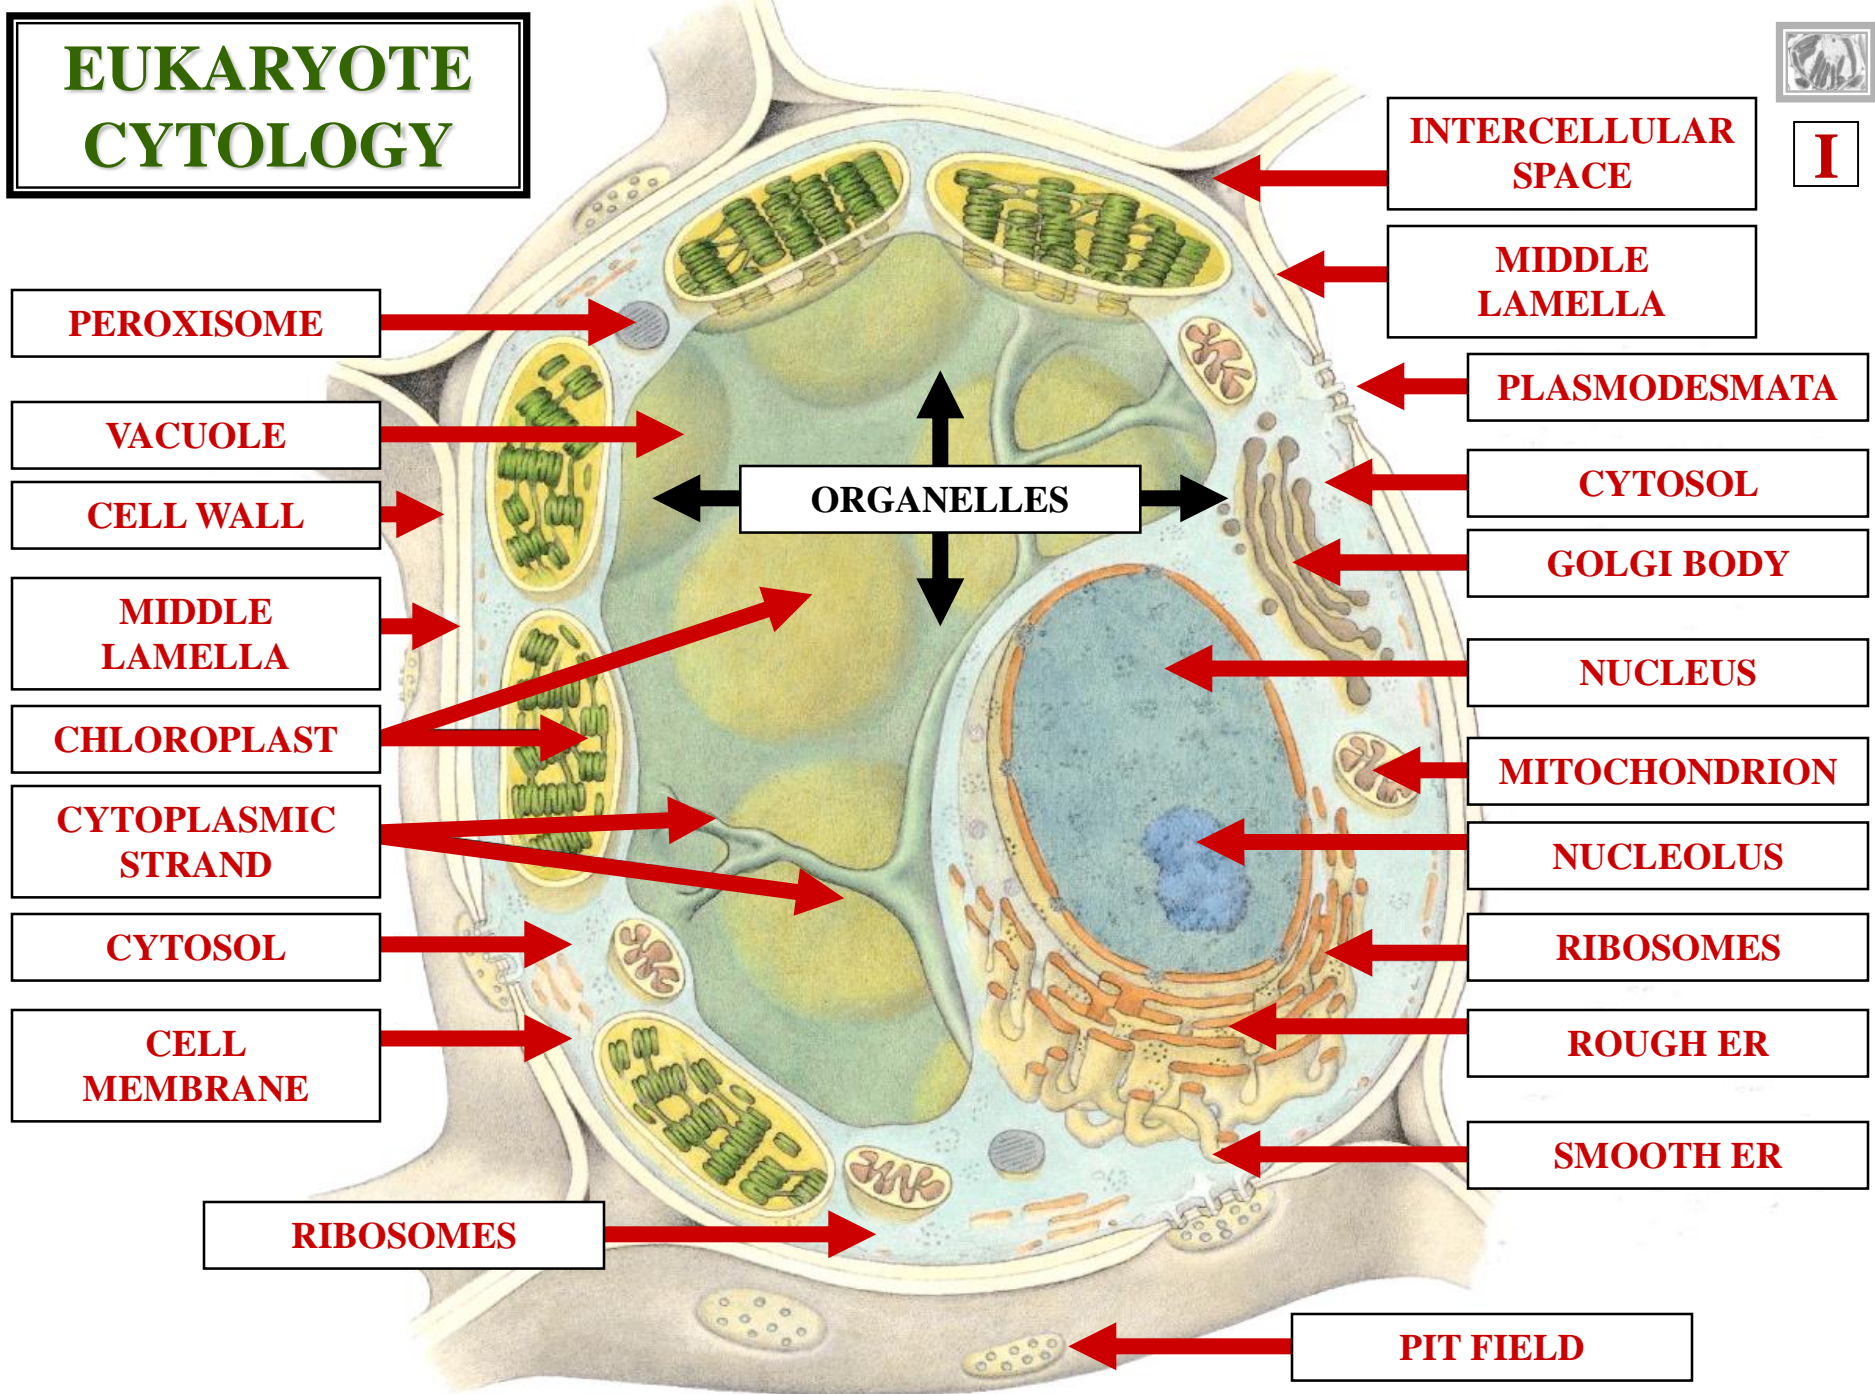 EUKARYOTE
CYTOLOGY
I
INTERCELLULAR
SPACE
MIDDLE
LAMELLA
PLASMODESMATA
CYTOSOL
GOLGI BODY
NUCLEUS
MITOCHONDRION
NUCLEOLUS
RIBOSOMES
ROUGH ER
SMOOTH ER
PIT FIELD
PEROXISOME
VACUOLE
CELL WALL
MIDDLE
LAMELLA
CHLOROPLAST
CYTOPLASMIC
STRAND
CYTOSOL
CELL
MEMBRANE
RIBOSOMES
ORGANELLES